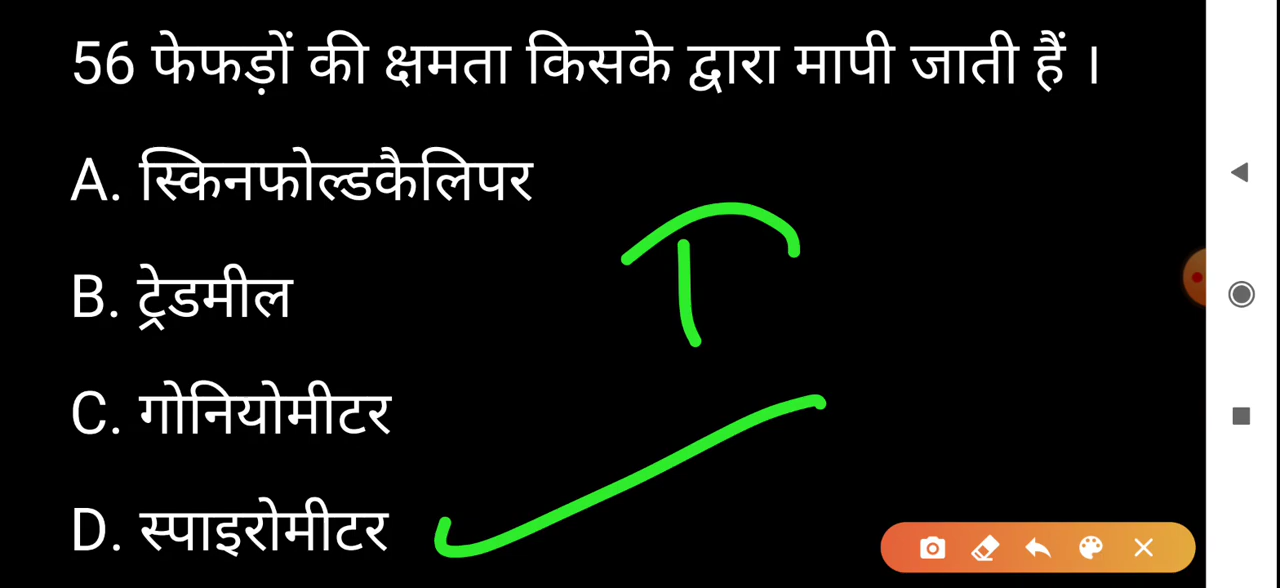 56 फेफड़ों की क्षमता किसके द्वारा मापी जाती हैं ।
A. स्किनफोल्डकैलिपर
B. ट्रेडमील
C. गोनियोमीटर
D. स्पाइरोमीटर